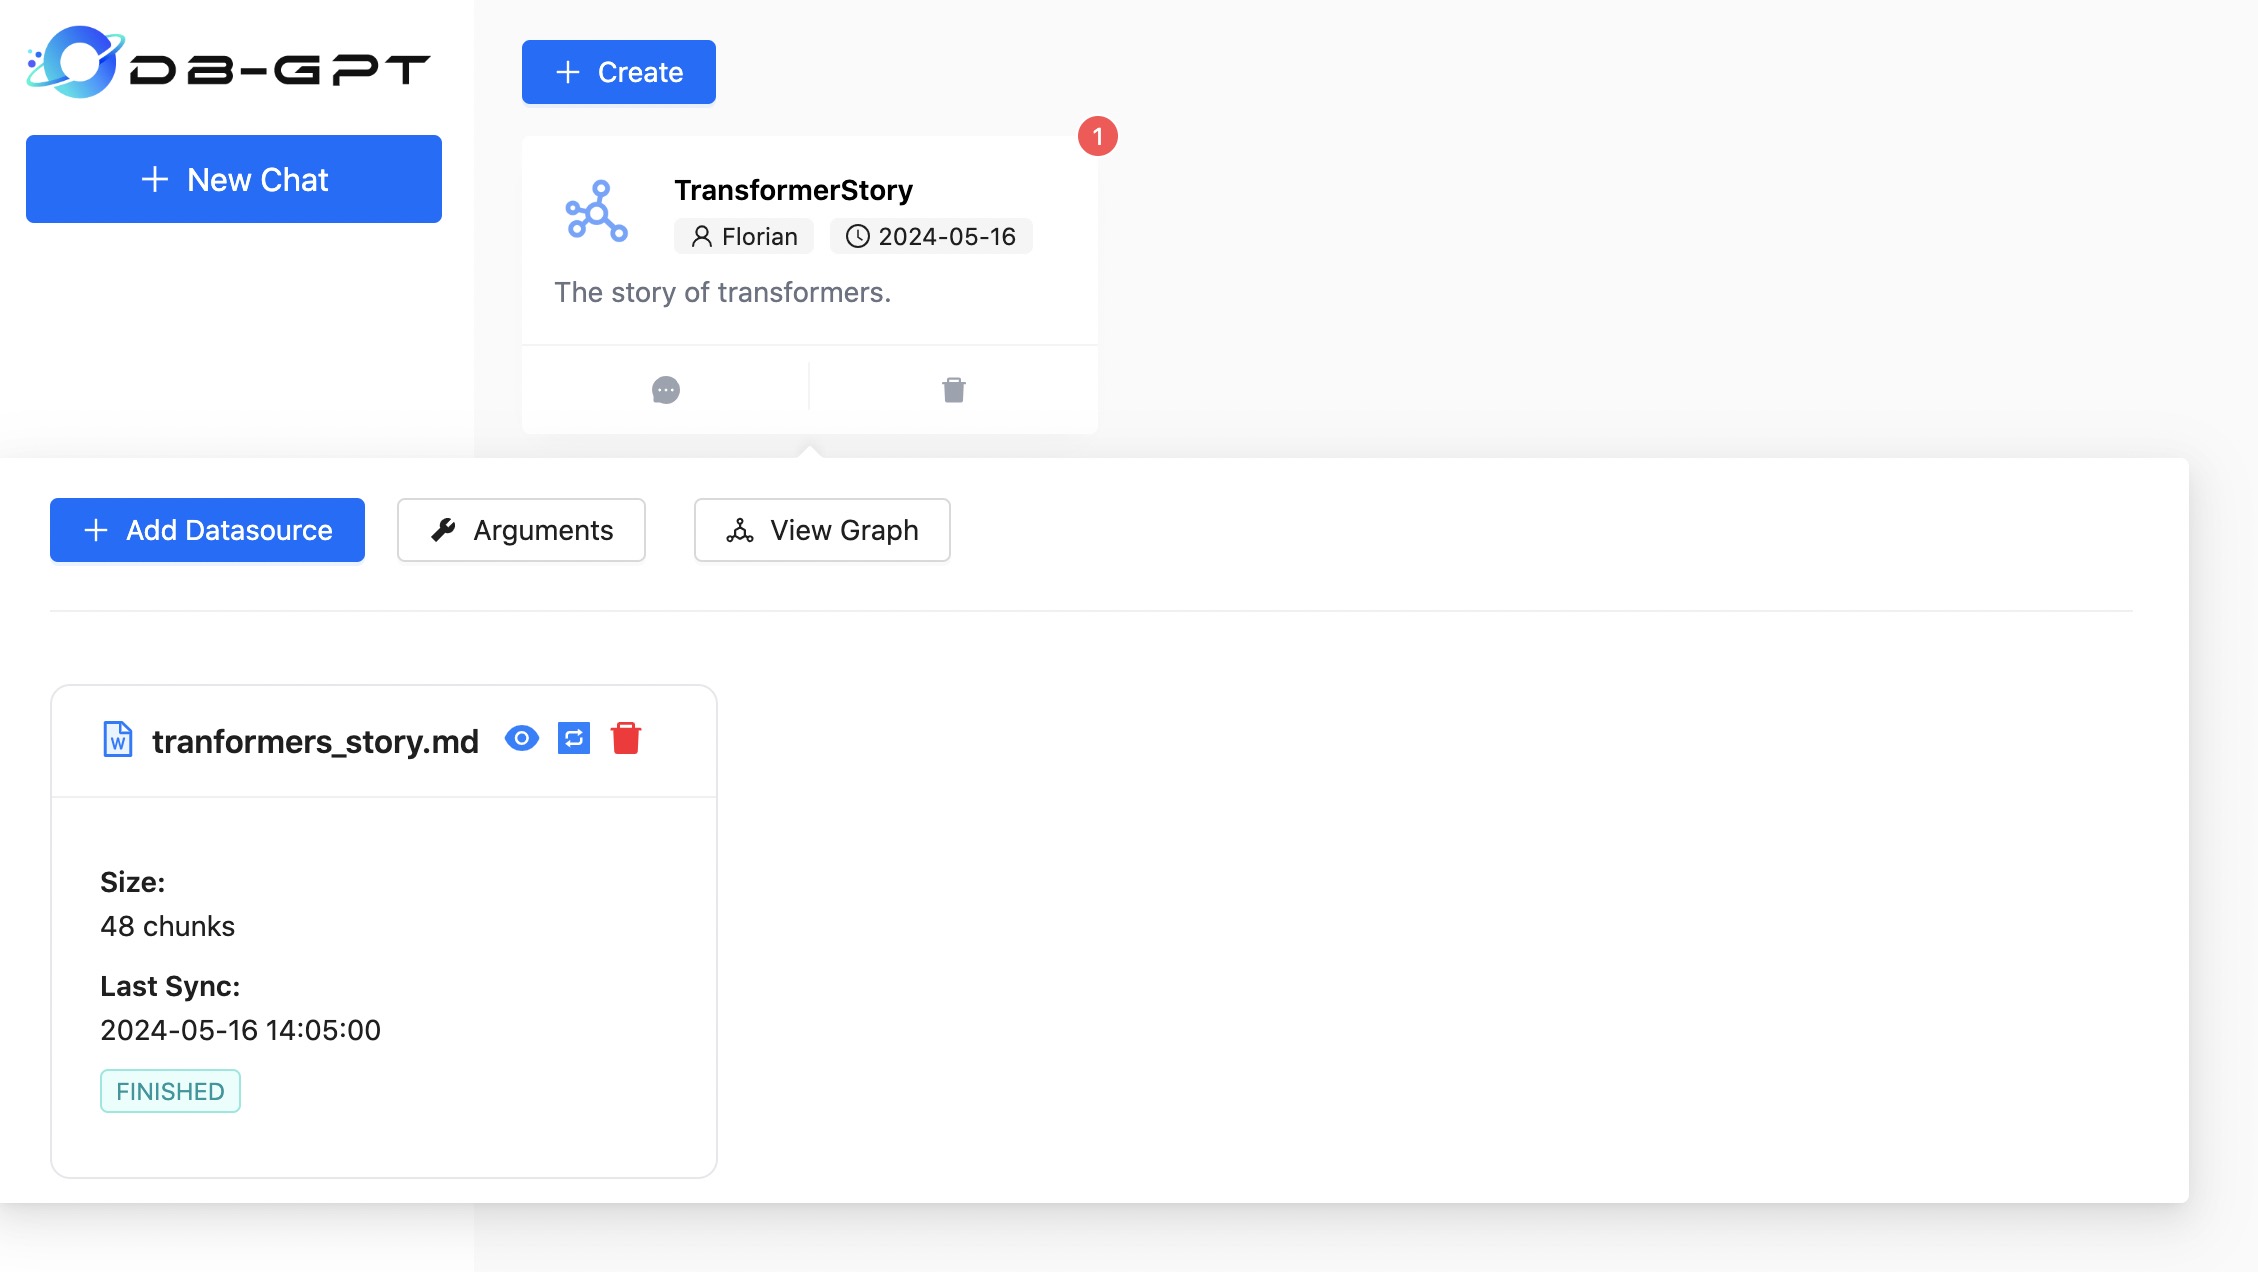 DB-GPT
New Chat
Create
1
TransformerStory
Florian 2024-05-16
The story of transformers.
Add Datasource Arguments View Graph
W tranformers_story.md
Size:
48 chunks
Last Sync:
2024-05-16 14:05:00
FINISHED